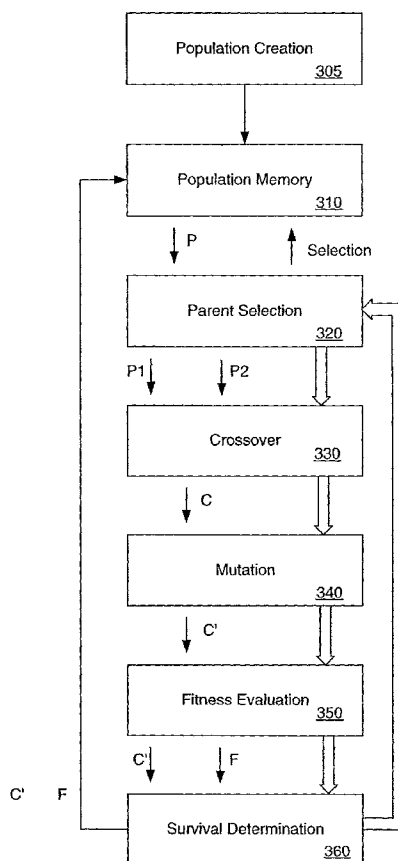 Population Creation
305
Population Memory
310
P
Selection
Parent Selection
320
P1 P2
Crossover
330
C
Mutation
340
C'
Fitness Evaluation
350
C' F
C' F
Survival Determination
360